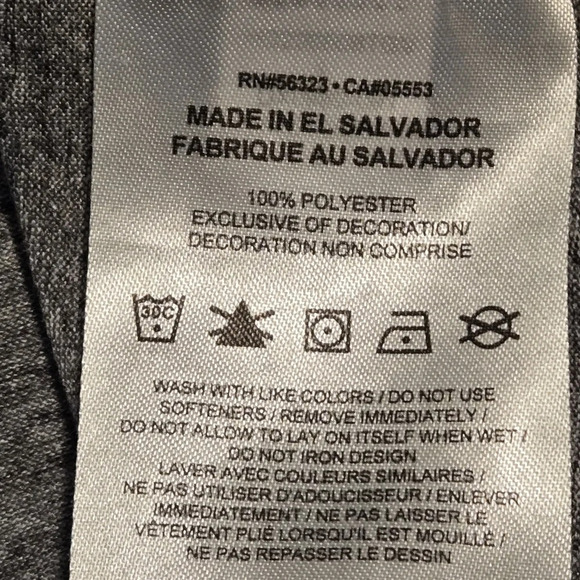 RN#56323 • CA#05553
MADE IN EL SALVADOR
FABRIQUE AU SALVADOR
100% POLYESTER
EXCLUSIVE OF DECORATION/
DECORATION NON COMPRISE
30C
WASH WITH LIKE COLORS / DO NOT USE
SOFTENERS / REMOVE IMMEDIATELY /
DO NOT ALLOW TO LAY ON ITSELF WHEN WET /
DO NOT IRON DESIGN
LAVER AVEC COULEURS SIMILAIRES /
NE PAS UTILISER D'ADOUCISSEUR / ENLEVER
IMMÉDIATEMENT / NE PAS LAISSER LE
VÊTEMENT PLIÉ LORSQU'IL EST MOUILLÉ /
NE PAS REPASSER LE DESSIN